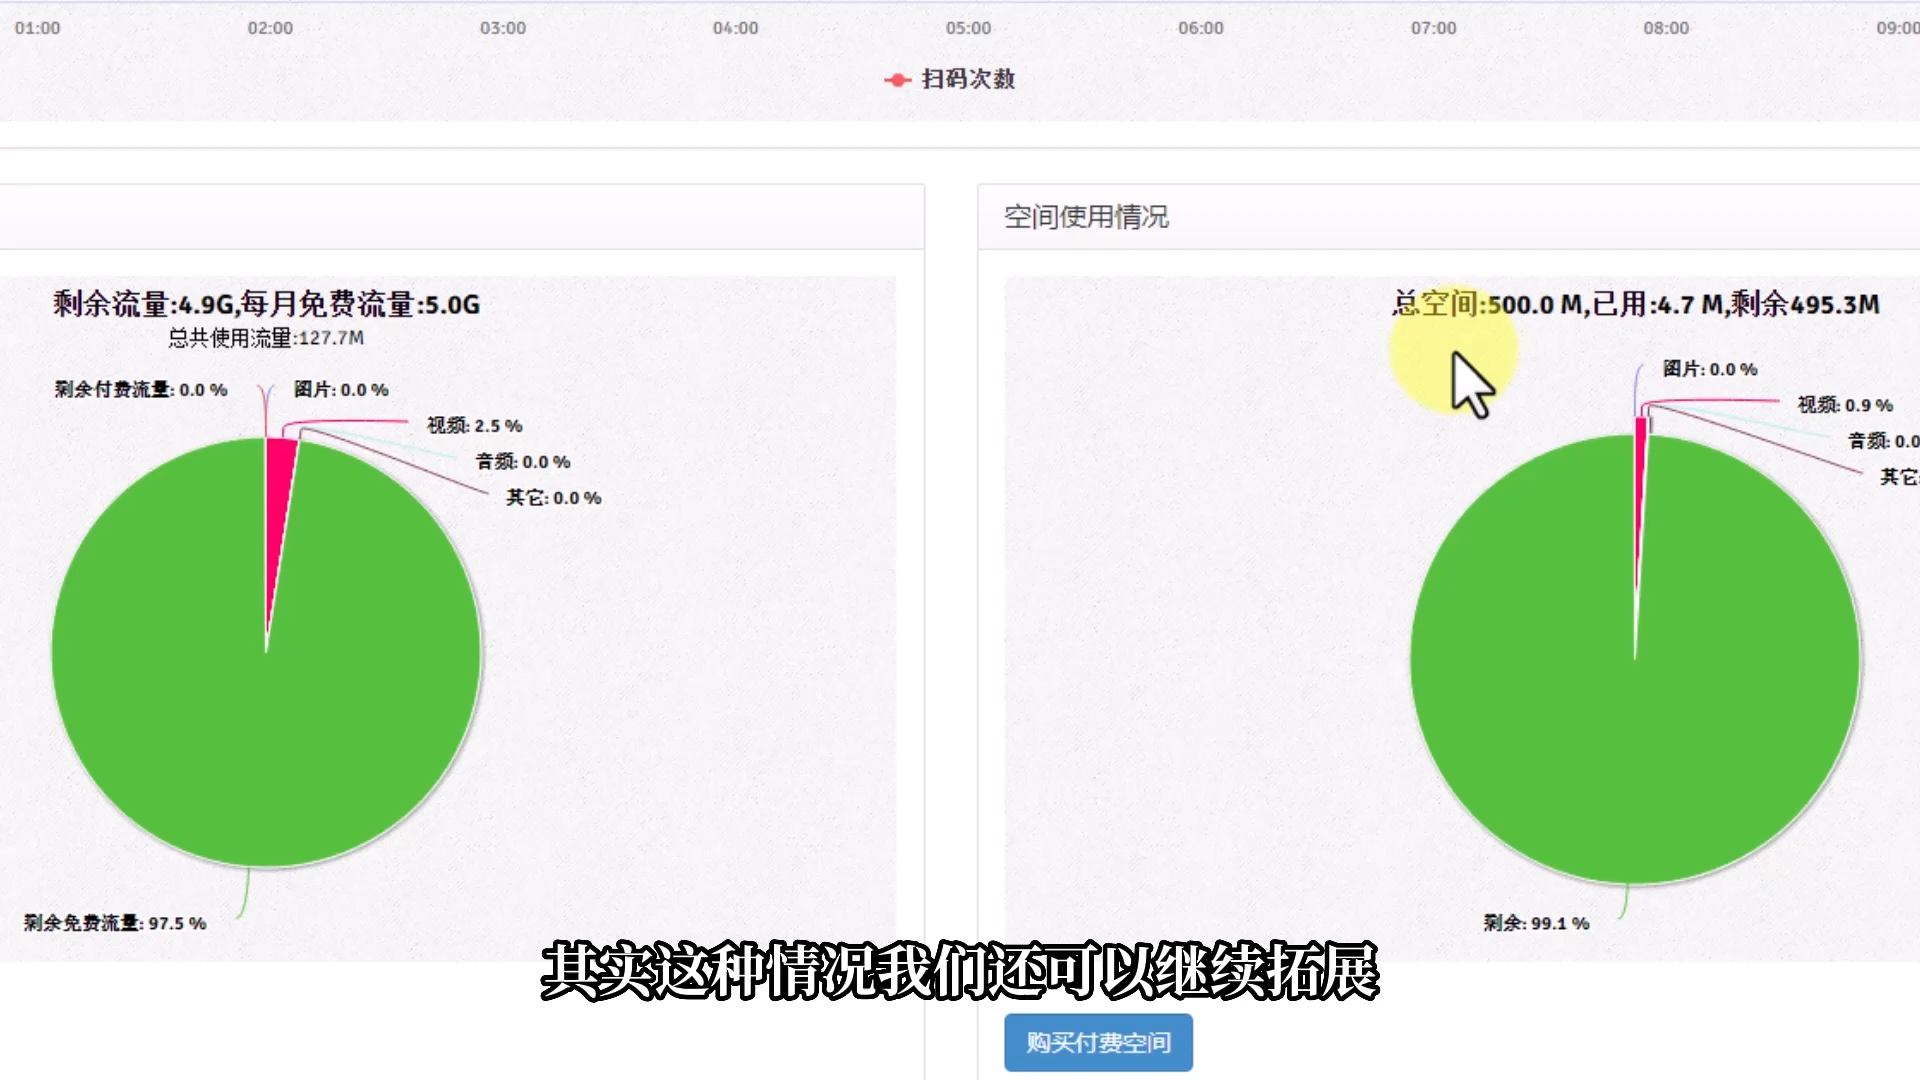 01:00 02:00 03:00 04:00 05:00 06:00 07:00 08:00 09:00
扫码次数
空间使用情况
剩余流量:4.9G,每月免费流量:5.0G
总共使用流量:127.7M
剩余付费流量: 0.0 %
图片: 0.0 %
视频: 2.5 %
音频: 0.0 %
其它: 0.0 %
剩余免费流量: 97.5 %
总空间:500.0 M,已用:4.7 M,剩余495.3M
图片: 0.0 %
视频: 0.9 %
音频: 0.0
其它:
剩余: 99.1 %
其实这种情况我们还可以继续拓展
购买付费空间